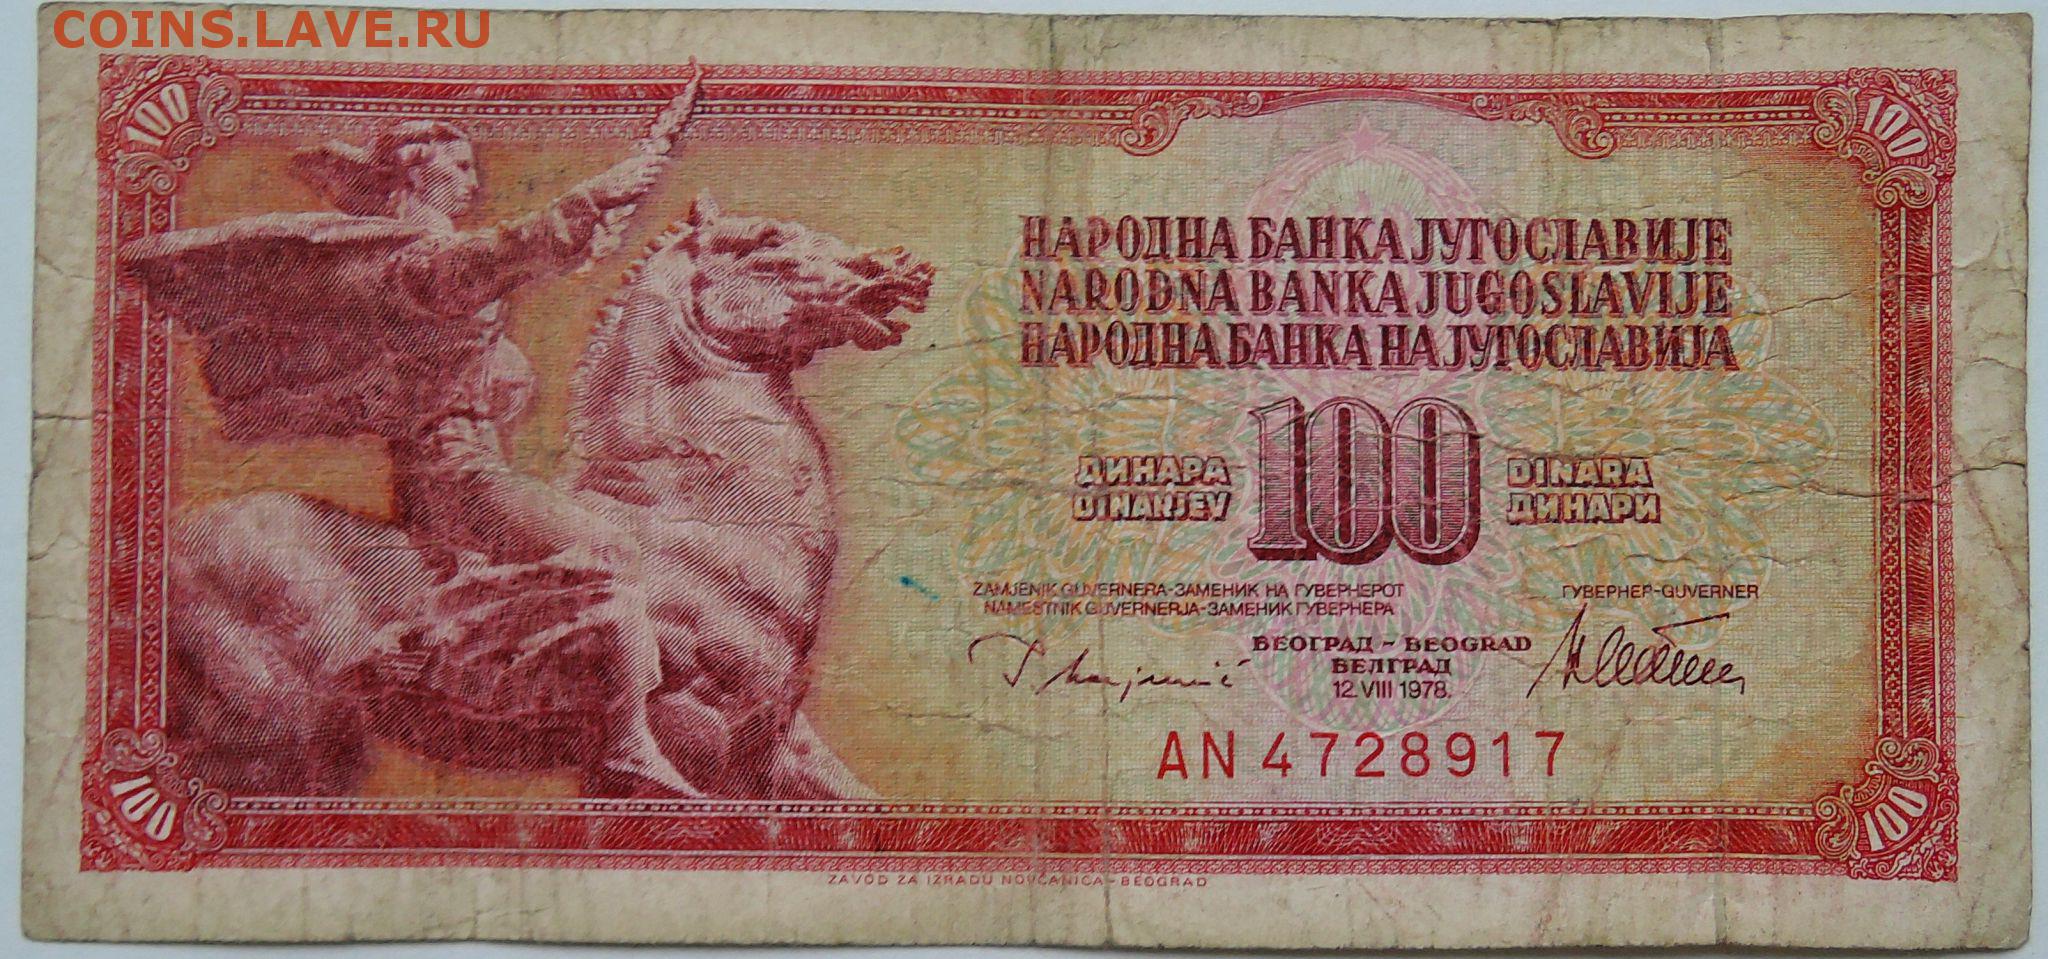 COINS.LAVE.RU
100
100
НАРОДНА БАНКА ЈУГОСЛАВИЈЕ
NARODNA BANKA JUGOSLAVIJE
НАРОДНА БАНКА НА ЈУГОСЛАВИЈА
ДИНАРА 100 DINARA
DINARJEV ДИНАРИ
ZAMJENIK GUVERNERA-ЗАМЕНИК НА ГУВЕРНЕРОТ ГУВЕРНЕР-GUVERNER
NAMESTNIK GUVERNERJA-ЗАМЕНИК ГУВЕРНЕРА
БЕОГРАД - BEOGRAD
БЕЛГРАД
12.VIII 1978.
AN 4728917
100
100
ZAVOD ZA IZRADU NOVČANICA - BEOGRAD